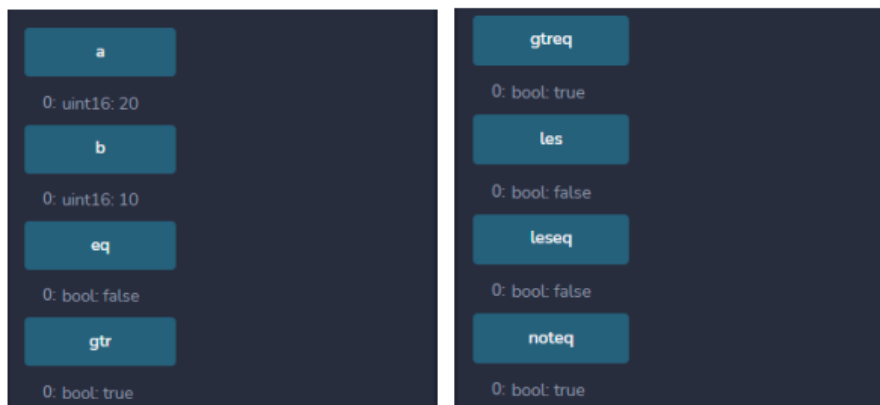 a
0: uint16: 20
b
0: uint16: 10
eq
0: bool: false
gtr
0: bool: true
gtreq
0: bool: true
les
0: bool: false
leseq
0: bool: false
noteq
0: bool: true